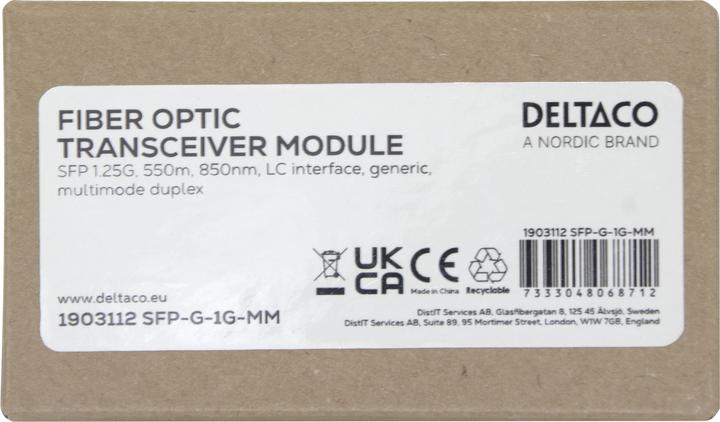 FIBER OPTIC
TRANSCEIVER MODULE
SFP 1.25G, 550m, 850nm, LC interface, generic,
multimode duplex
DELTACO
A NORDIC BRAND
1903112 SFP-G-1G-MM
7333048068712
UK
CA
CE
Made in China
Recyclable
www.deltaco.eu
1903112 SFP-G-1G-MM
DistIT Services AB, Glasfibergatan 8, 125 45 Älvsjö, Sweden
DistIT Services AB, Suite 89, 95 Mortimer Street, London, W1W 7GB, England